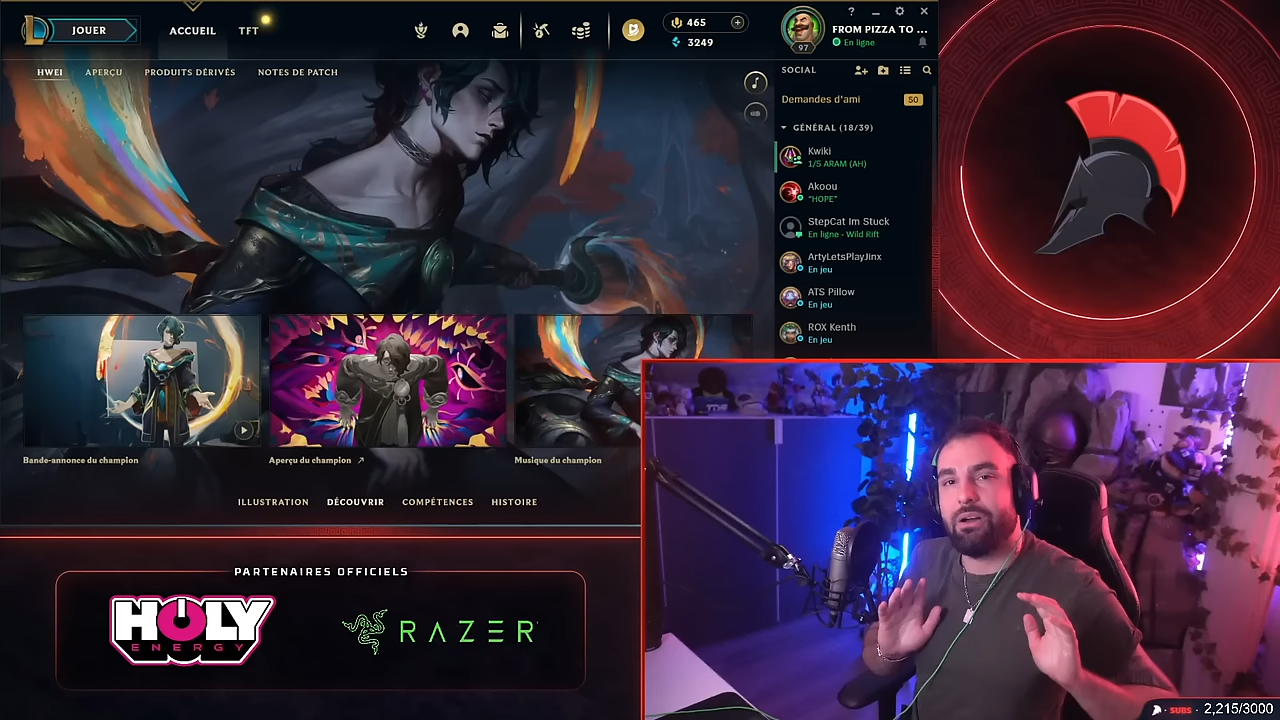 JOUER
ACCUEIL
TFT
465
3249
97
FROM PIZZA TO ...
En ligne
HWEI
APERÇU
PRODUITS DÉRIVÉS
NOTES DE PATCH
SOCIAL
Demandes d'ami
50
GÉNÉRAL (18/39)
Kwiki
1/5 ARAM (AH)
Akoou
"HOPE"
StepCat Im Stuck
En ligne - Wild Rift
ArtyLetsPlayJinx
En jeu
ATS Pillow
En jeu
ROX Kenth
En jeu
Bande-annonce du champion
Aperçu du champion
Musique du champion
ILLUSTRATION
DÉCOUVRIR
COMPÉTENCES
HISTOIRE
PARTENAIRES OFFICIELS
HOLY
ENERGY
RAZER
SUBS - 2,215/3000